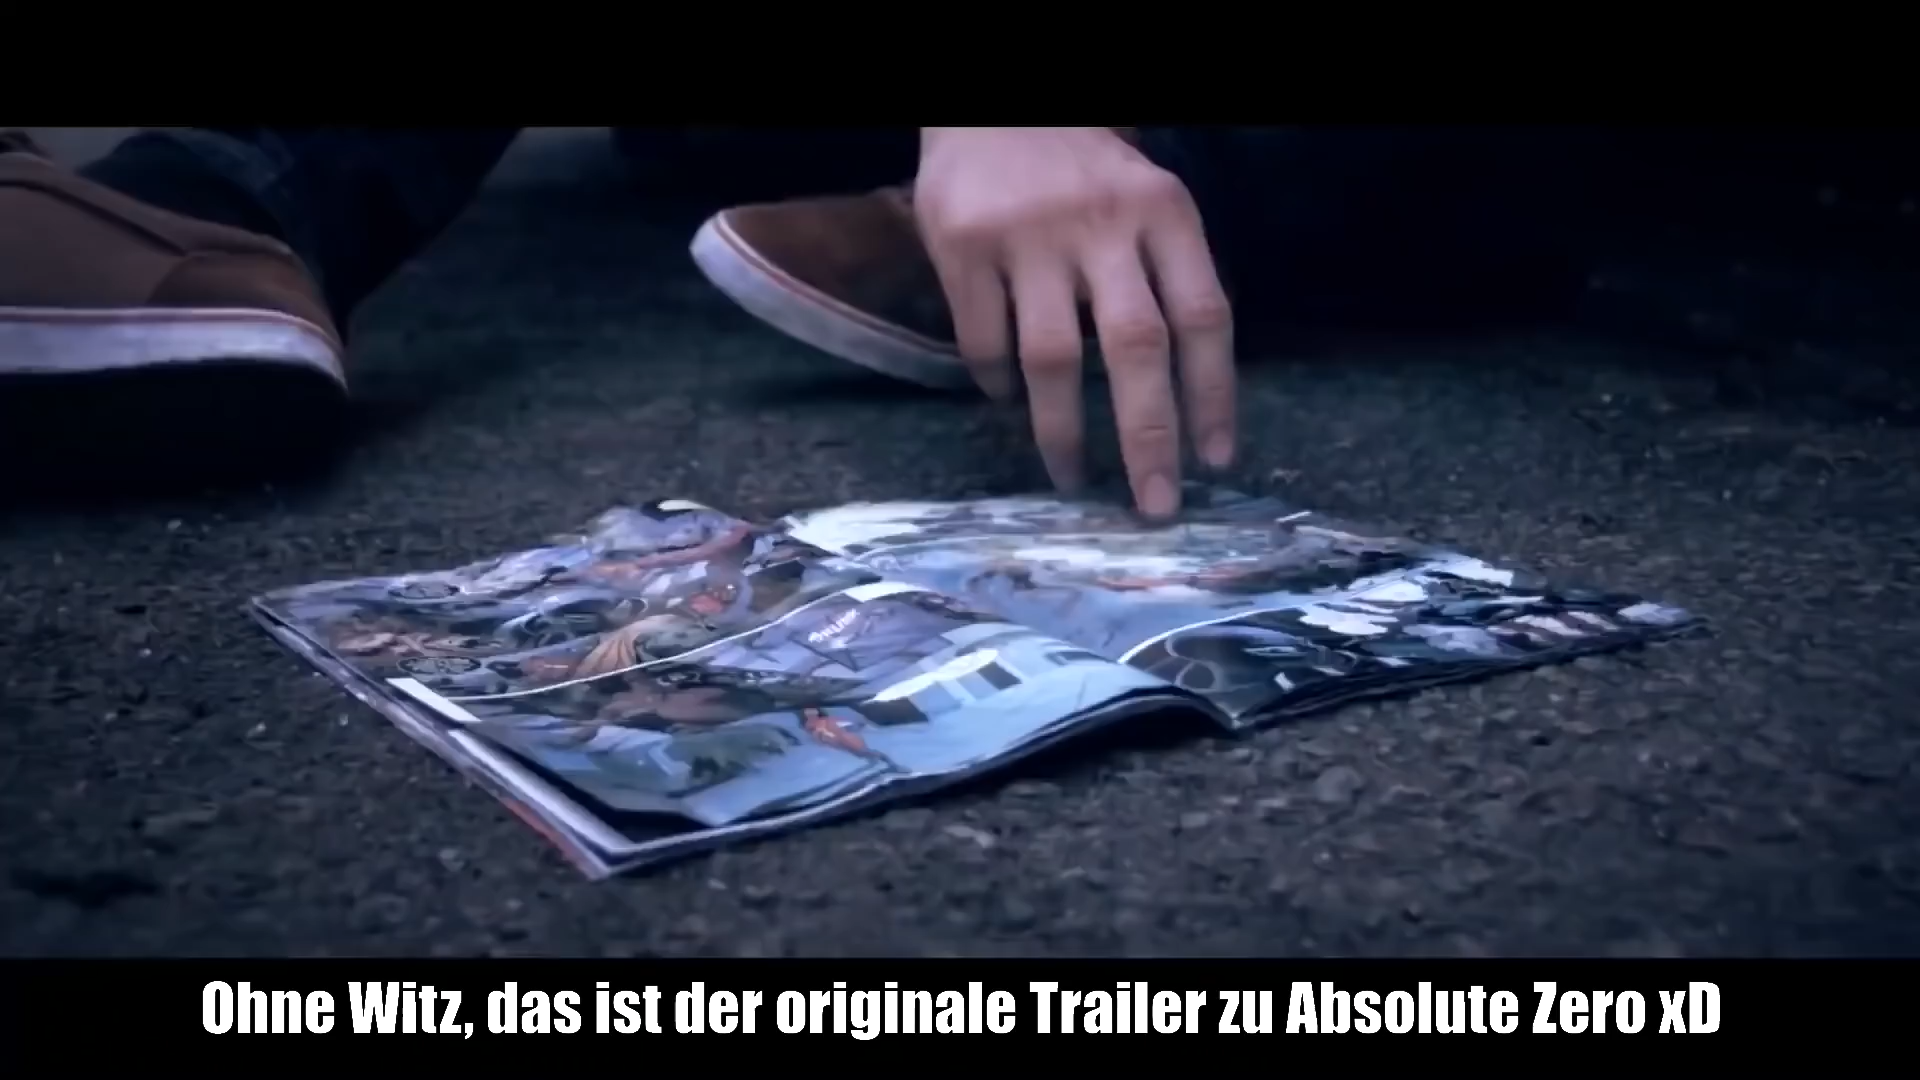 Ohne Witz, das ist der originale Trailer zu Absolute Zero xD